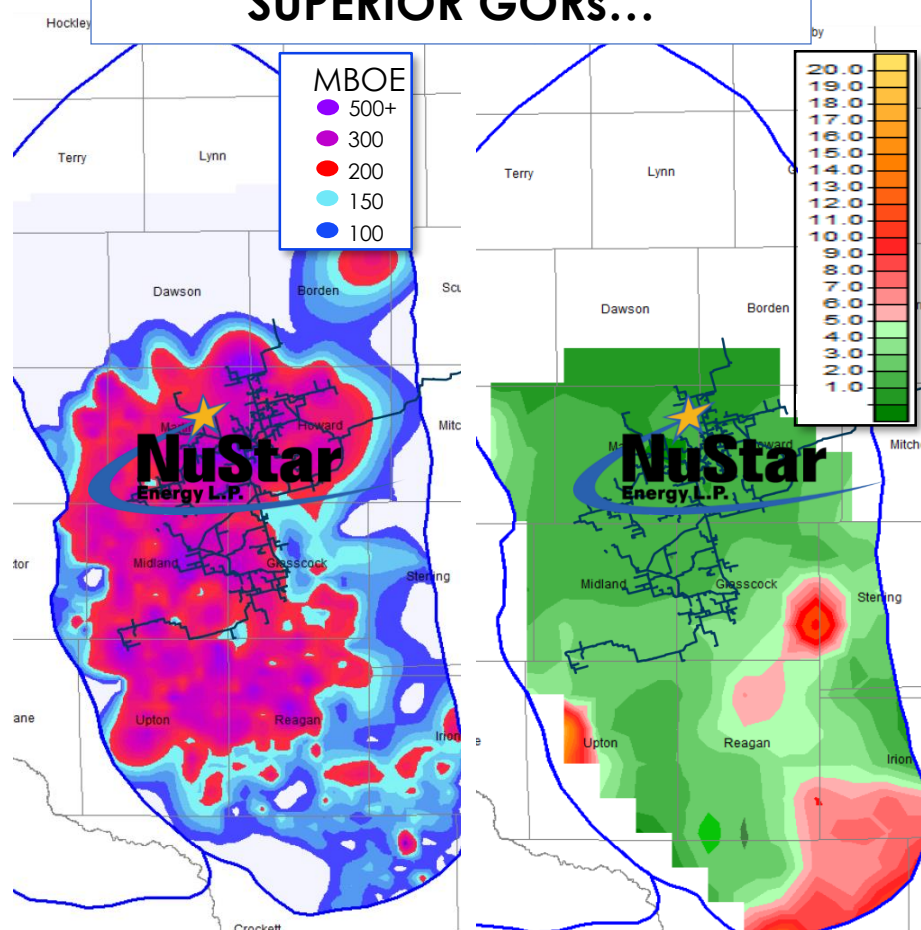 SUPERIOR GORs…
Hockley
MBOE
500+
300
200
150
100
Terry
Lynn
Dawson
Borden
Howard
NuStar
Energy L.P.
Midland
Glasscock
Sterling
Upton
Reagan
Irion
Crockett
20.0
19.0
18.0
17.0
16.0
15.0
14.0
13.0
12.0
11.0
10.0
9.0
8.0
7.0
6.0
5.0
4.0
3.0
2.0
1.0
by
Terry
Lynn
Dawson
Borden
Mitche
NuStar
Energy L.P.
Midland
Glasscock
Sterling
Upton
Reagan
Irion